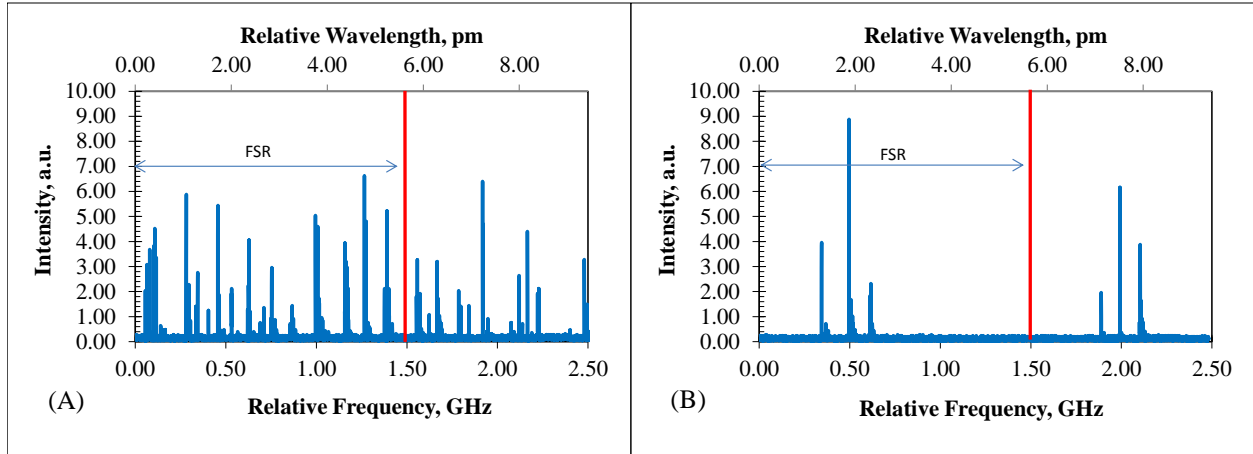 Relative Wavelength, pm
0.00 2.00 4.00 6.00 8.00
10.00
9.00
8.00
7.00
6.00
5.00
4.00
3.00
2.00
1.00
0.00
Intensity, a.u.
FSR
0.00 0.50 1.00 1.50 2.00 2.50
Relative Frequency, GHz
(A)
Relative Wavelength, pm
0.00 2.00 4.00 6.00 8.00
10.00
9.00
8.00
7.00
6.00
5.00
4.00
3.00
2.00
1.00
0.00
Intensity, a.u.
FSR
0.00 0.50 1.00 1.50 2.00 2.50
Relative Frequency, GHz
(B)